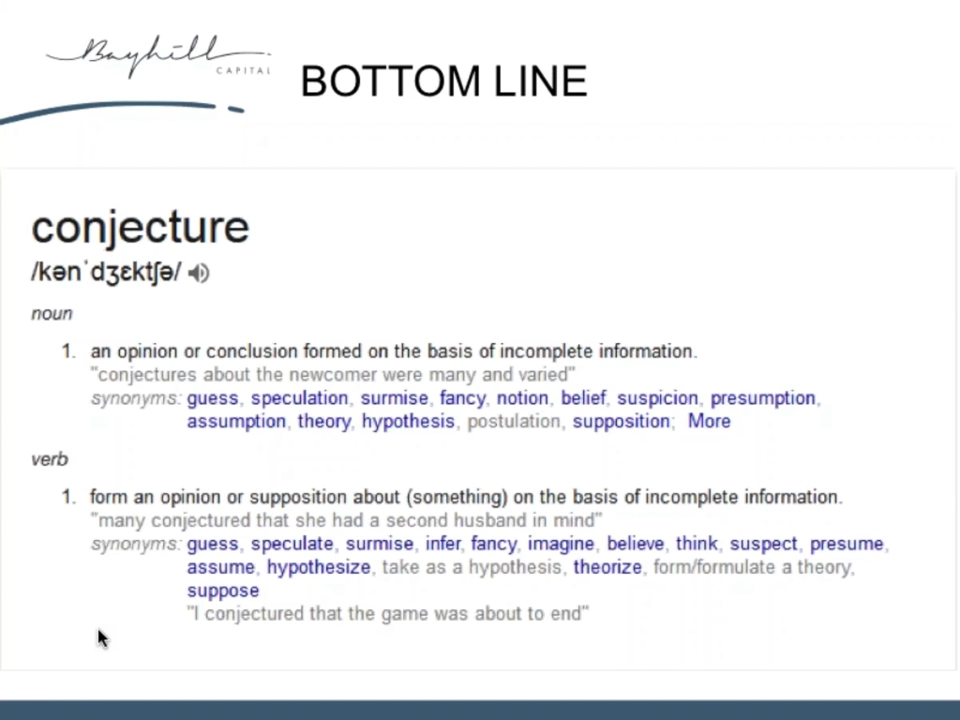 Bayhill
CAPITAL
BOTTOM LINE
conjecture
/kənˈdʒɛktʃə/
noun
1. an opinion or conclusion formed on the basis of incomplete information.
"conjectures about the newcomer were many and varied"
synonyms: guess, speculation, surmise, fancy, notion, belief, suspicion, presumption,
assumption, theory, hypothesis, postulation, supposition; More
verb
1. form an opinion or supposition about (something) on the basis of incomplete information.
"many conjectured that she had a second husband in mind"
synonyms: guess, speculate, surmise, infer, fancy, imagine, believe, think, suspect, presume,
assume, hypothesize, take as a hypothesis, theorize, form/formulate a theory,
suppose
"I conjectured that the game was about to end"